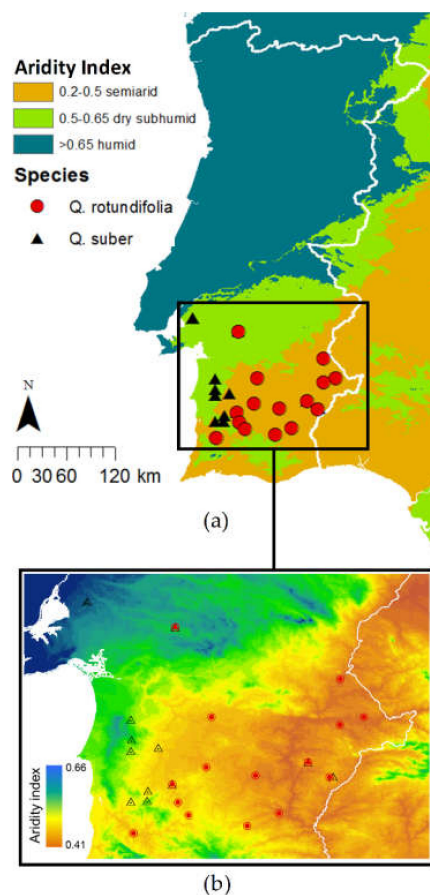 Aridity Index
0.2-0.5 semiarid
0.5-0.65 dry subhumid
>0.65 humid
Species
Q. rotundifolia
Q. suber
N
0 30 60 120 km
(a)
Aridity index
0.66
0.41
(b)